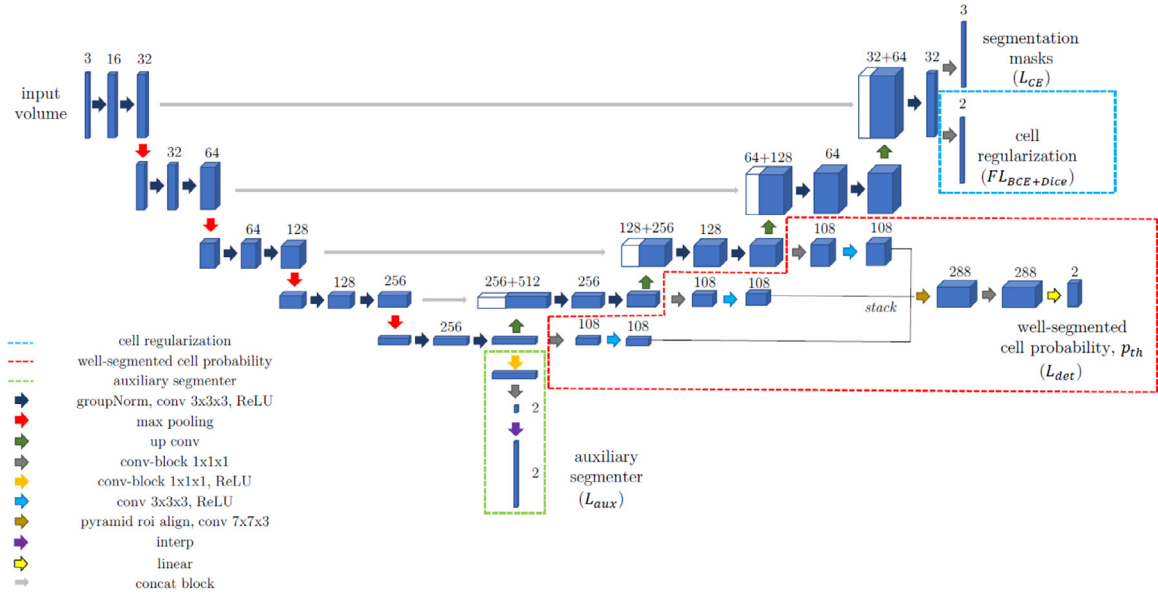 3
16
32
input
volume
32+64
32
3
segmentation
masks
(L_CE)
2
cell
regularization
(FL_BCE+Dice)
32
64
64+128
64
64
128
128+256
128
108
108
128
256
256+512
256
108
108
stack
288
288
2
256
108
108
well-segmented
cell probability, p_th
(L_det)
2
2
auxiliary
segmenter
(L_aux)
cell regularization
well-segmented cell probability
auxiliary segmenter
groupNorm, conv 3x3x3, ReLU
max pooling
up conv
conv-block 1x1x1
conv-block 1x1x1, ReLU
conv 3x3x3, ReLU
pyramid roi align, conv 7x7x3
interp
linear
concat block